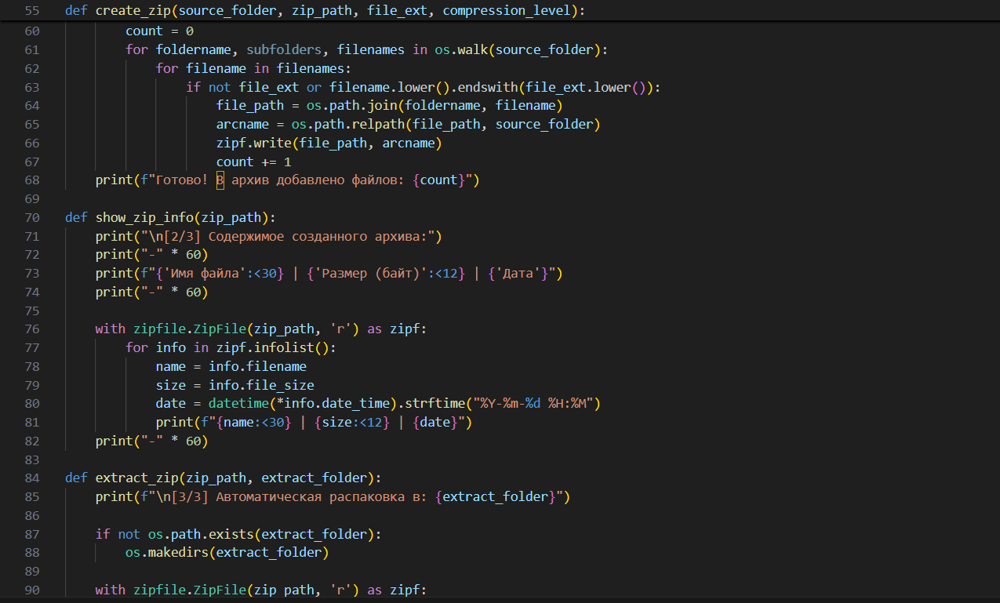 55 def create_zip(source_folder, zip_path, file_ext, compression_level):
60 count = 0
61 for foldername, subfolders, filenames in os.walk(source_folder):
62 for filename in filenames:
63 if not file_ext or filename.lower().endswith(file_ext.lower()):
64 file_path = os.path.join(foldername, filename)
65 arcname = os.path.relpath(file_path, source_folder)
66 zipf.write(file_path, arcname)
67 count += 1
68 print(f"Готово! В архив добавлено файлов: {count}")
69
70 def show_zip_info(zip_path):
71 print("\n[2/3] Содержимое созданного архива:")
72 print("-" * 60)
73 print(f"{'Имя файла':<30} | {'Размер (байт)':<12} | {'Дата'}")
74 print("-" * 60)
75
76 with zipfile.ZipFile(zip_path, 'r') as zipf:
77 for info in zipf.infolist():
78 name = info.filename
79 size = info.file_size
80 date = datetime(*info.date_time).strftime("%Y-%m-%d %H:%M")
81 print(f"{name:<30} | {size:<12} | {date}")
82 print("-" * 60)
83
84 def extract_zip(zip_path, extract_folder):
85 print(f"\n[3/3] Автоматическая распаковка в: {extract_folder}")
86
87 if not os.path.exists(extract_folder):
88 os.makedirs(extract_folder)
89
90 with zipfile.ZipFile(zip_path, 'r') as zipf: